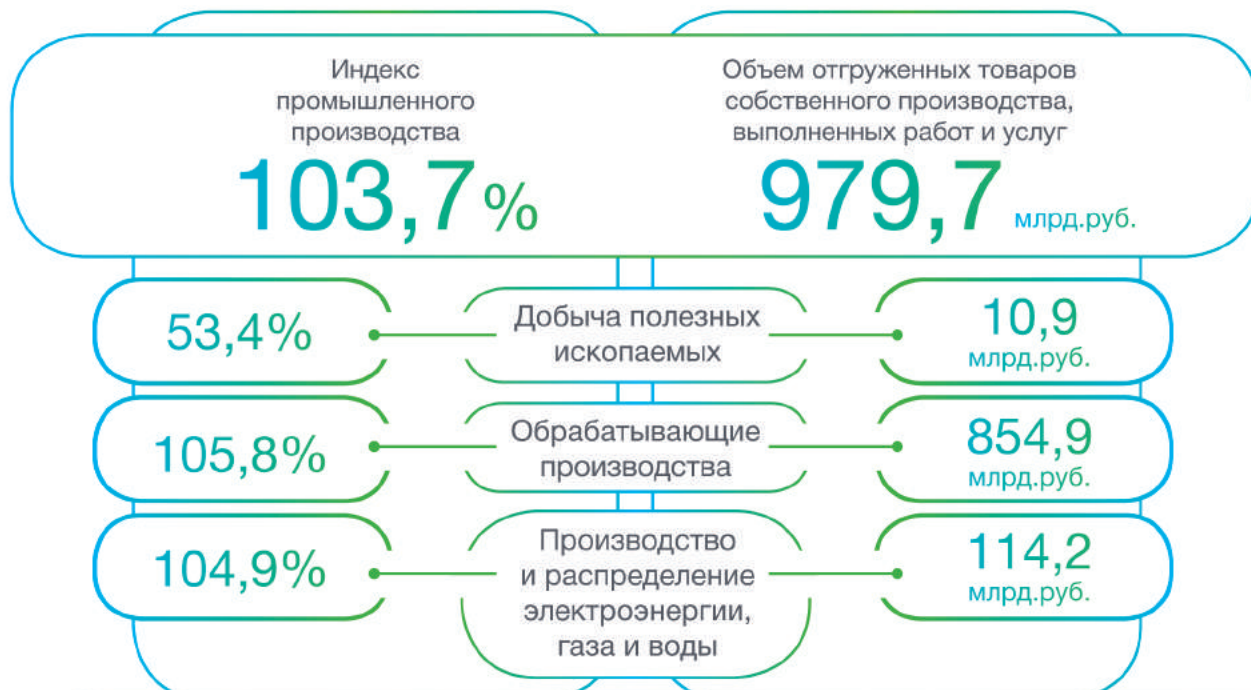 Индекс
промышленного
производства
103,7%
Объем отгруженных товаров
собственного производства,
выполненных работ и услуг
979,7 млрд.руб.
53,4%
Добыча полезных
ископаемых
10,9
млрд.руб.
105,8%
Обрабатывающие
производства
854,9
млрд.руб.
104,9%
Производство
и распределение
электроэнергии,
газа и воды
114,2
млрд.руб.